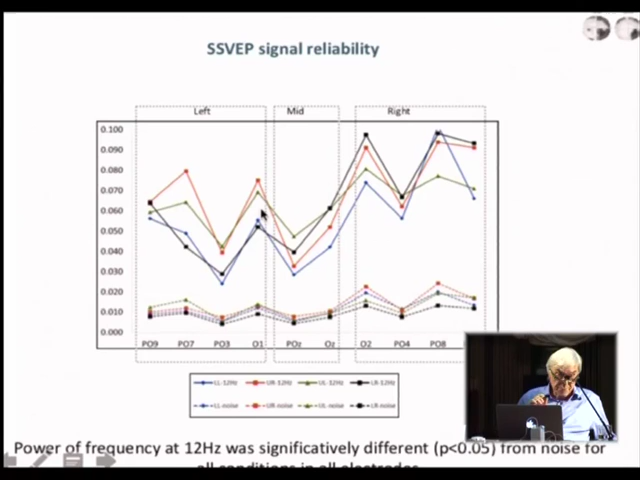 SSVEP signal reliability
Left Mid Right
0.100
0.090
0.080
0.070
0.060
0.050
0.040
0.030
0.020
0.010
0.000
PO9 PO7 PO3 O1 POz Oz O2 PO4 PO8
LL-12Hz UR-12Hz UL-12Hz LR-12Hz
LL-noise UR-noise UL-noise LR-noise
Power of frequency at 12Hz was significatively different (p<0.05) from noise for
all conditions in all electrodes